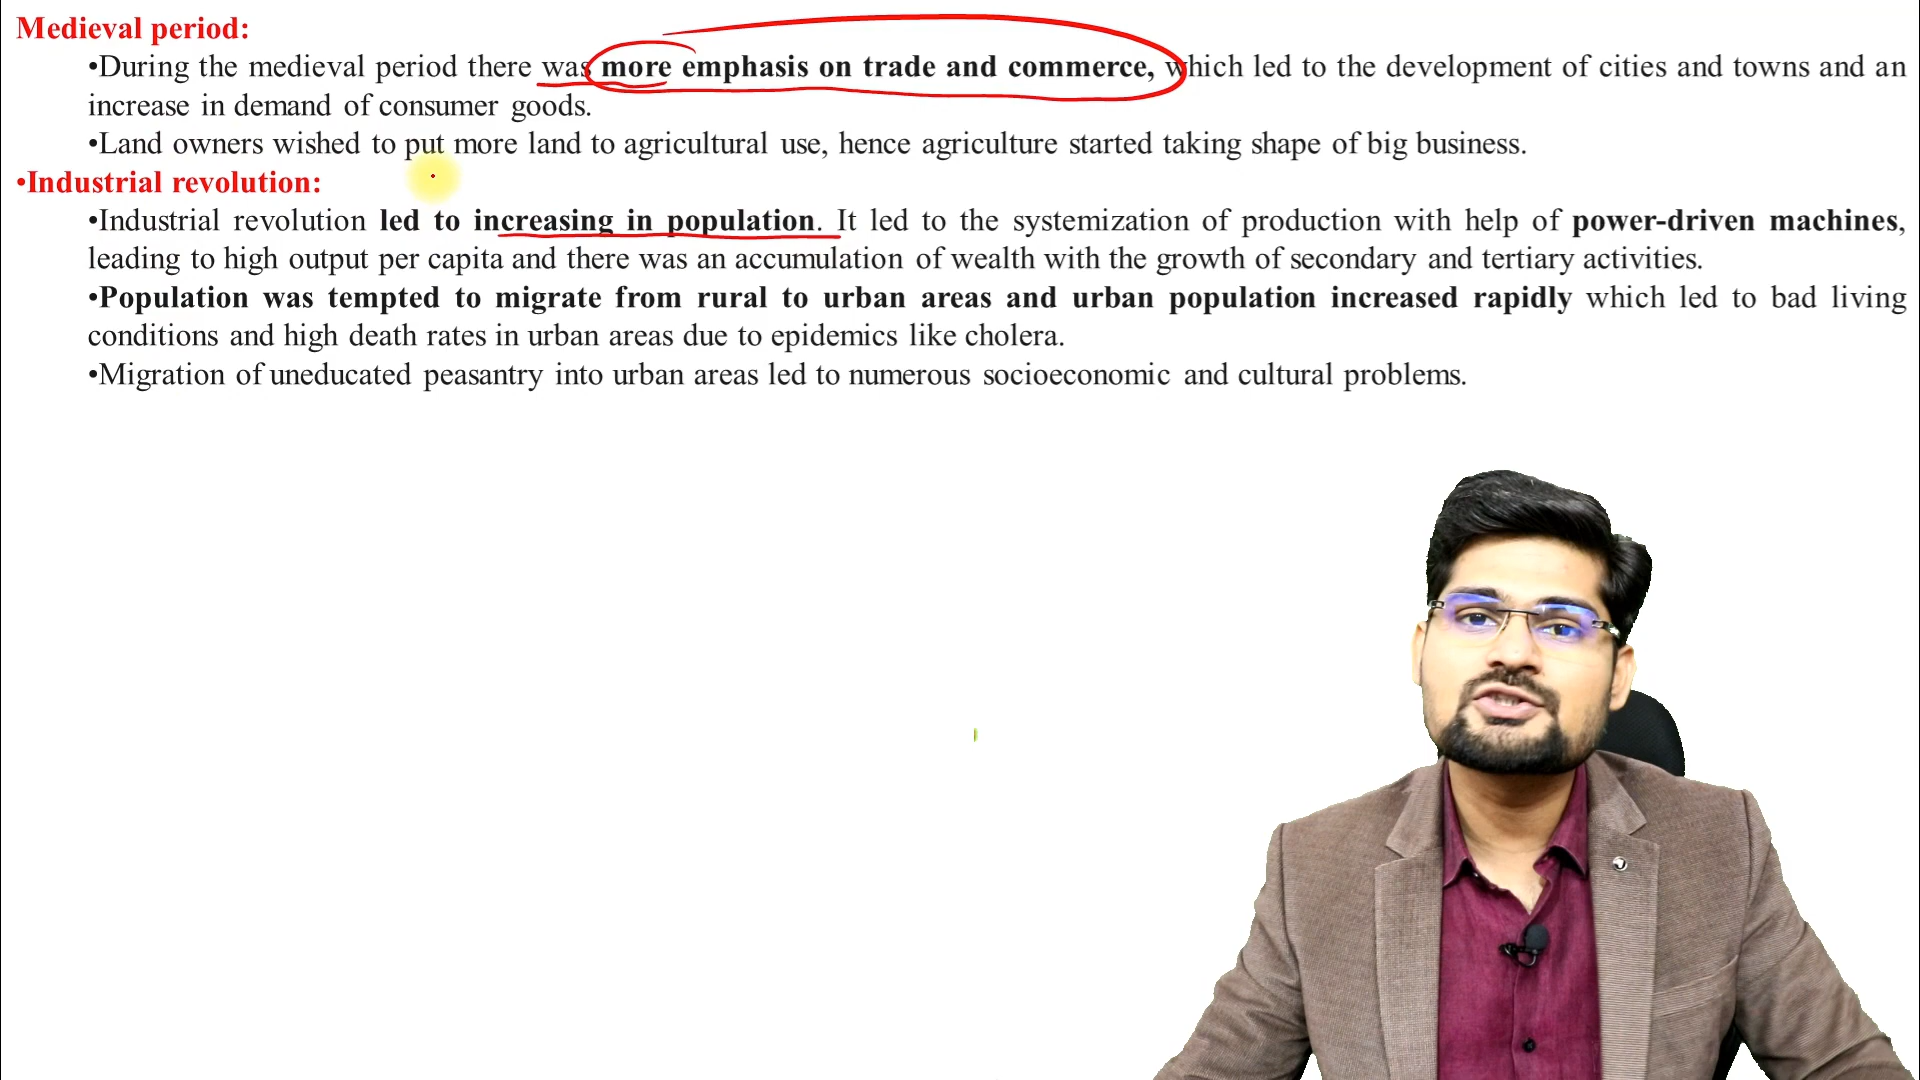 Medieval period:
•During the medieval period there was more emphasis on trade and commerce, which led to the development of cities and towns and an
increase in demand of consumer goods.
•Land owners wished to put more land to agricultural use, hence agriculture started taking shape of big business.
•Industrial revolution:
•Industrial revolution led to increasing in population. It led to the systemization of production with help of power-driven machines,
leading to high output per capita and there was an accumulation of wealth with the growth of secondary and tertiary activities.
•Population was tempted to migrate from rural to urban areas and urban population increased rapidly which led to bad living
conditions and high death rates in urban areas due to epidemics like cholera.
•Migration of uneducated peasantry into urban areas led to numerous socioeconomic and cultural problems.